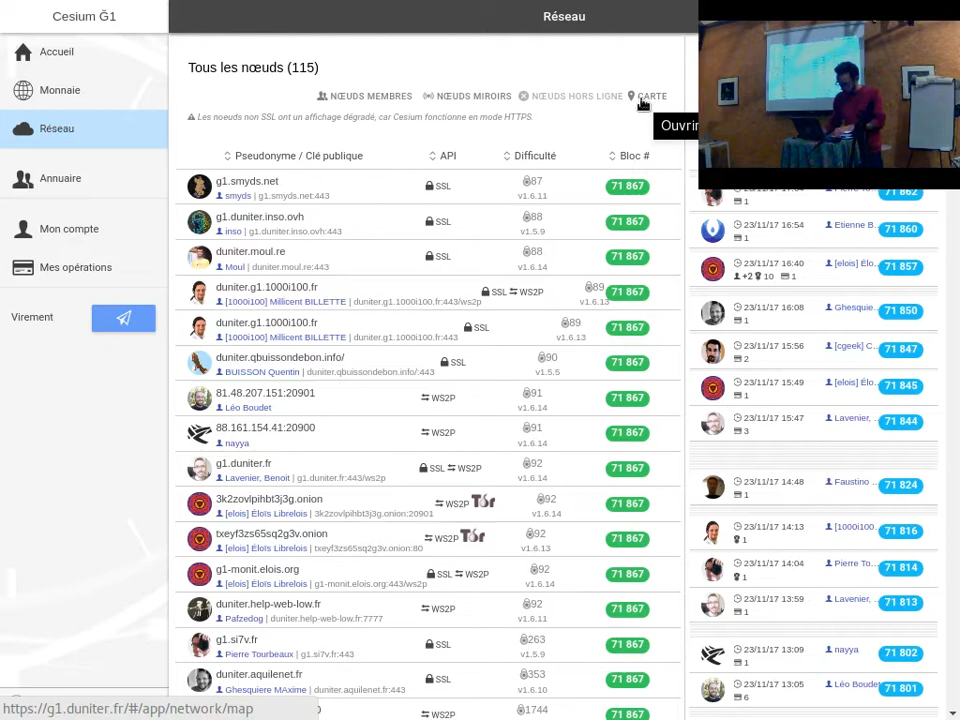 Cesium Ğ1
Réseau
Accueil
Monnaie
Réseau
Annuaire
Mon compte
Mes opérations
Virement
Tous les nœuds (115)
NŒUDS MEMBRES NŒUDS MIROIRS NŒUDS HORS LIGNE CARTE
Les noeuds non SSL ont un affichage dégradé, car Cesium fonctionne en mode HTTPS.
Ouvrir
Pseudonyme / Clé publique API Difficulté Bloc #
g1.smyds.net SSL 87 71 867
smyds | g1.smyds.net:443 v1.6.11
g1.duniter.inso.ovh SSL 88 71 867
inso | g1.duniter.inso.ovh:443 v1.5.9
duniter.moul.re SSL 88 71 867
Moul | duniter.moul.re:443 v1.6.14
duniter.g1.1000i100.fr SSL WS2P 89 71 867
[1000i100] Millicent BILLETTE | duniter.g1.1000i100.fr:443/ws2p v1.6.13
duniter.g1.1000i100.fr SSL 89 71 867
[1000i100] Millicent BILLETTE | duniter.g1.1000i100.fr:443 v1.6.13
duniter.qbuissondebon.info/ SSL 90 71 867
BUISSON Quentin | duniter.qbuissondebon.info/:443 v1.5.5
81.48.207.151:20901 WS2P 91 71 867
Léo Boudet v1.6.14
88.161.154.41:20900 WS2P 91 71 867
nayya v1.6.14
g1.duniter.fr SSL WS2P 92 71 867
Lavenier, Benoit | g1.duniter.fr:443/ws2p v1.6.14
3k2zovlpihbt3j3g.onion WS2P Tor 92 71 867
[elois] Éloïs Librelois | 3k2zovlpihbt3j3g.onion:20901 v1.6.14
txeyf3zs65sq2g3v.onion WS2P Tor 92 71 867
[elois] Éloïs Librelois | txeyf3zs65sq2g3v.onion:80 v1.6.13
g1-monit.elois.org SSL WS2P 92 71 867
[elois] Éloïs Librelois | g1-monit.elois.org:443/ws2p v1.6.14
duniter.help-web-low.fr WS2P 92 71 867
Pafzedog | duniter.help-web-low.fr:7777 v1.6.11
g1.si7v.fr SSL 263 71 867
Pierre Tourbeaux | g1.si7v.fr:443 v1.5.9
duniter.aquilenet.fr SSL 353 71 867
Ghesquiere MAxime | duniter.aquilenet.fr:443 v1.6.10
WS2P 1744 71 867
71 862
1
23/11/17 16:54 Etienne B... 71 860
1
23/11/17 16:40 [elois] Élo... 71 857
+2 10 1
23/11/17 16:08 Ghesquie... 71 850
1
23/11/17 15:56 [cgeek] C... 71 847
2
23/11/17 15:49 [elois] Élo... 71 845
1
23/11/17 15:47 Lavenier, ... 71 844
3
23/11/17 14:48 Faustino ... 71 824
1
23/11/17 14:13 [1000i100... 71 816
1
23/11/17 14:04 Pierre To... 71 814
1
23/11/17 13:59 Lavenier, ... 71 813
1
23/11/17 13:09 nayya 71 802
1
23/11/17 13:05 Léo Boudet 71 801
6
https://g1.duniter.fr/#/app/network/map